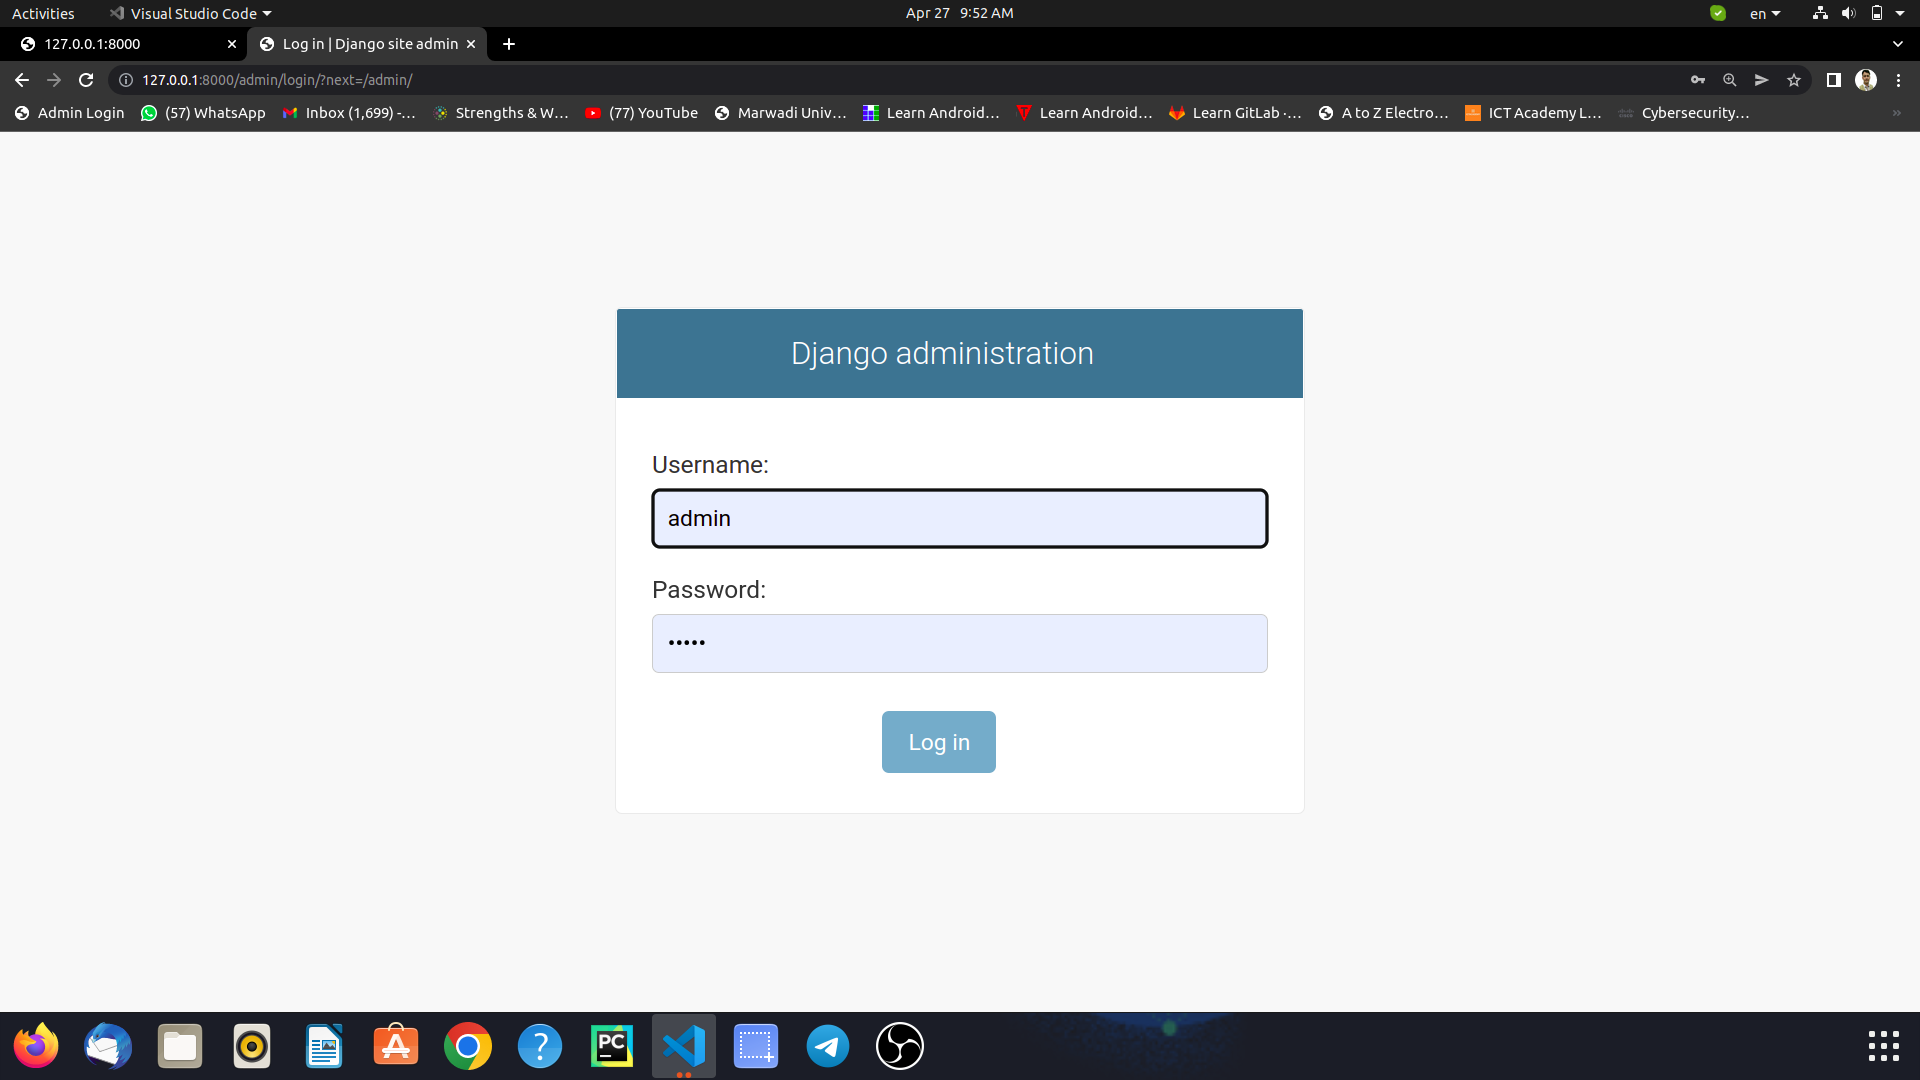 Activities
Visual Studio Code
Apr 27 9:52 AM
en
127.0.0.1:8000
Log in | Django site admin
127.0.0.1:8000/admin/login/?next=/admin/
Admin Login
(57) WhatsApp
Inbox (1,699) -...
Strengths & W...
(77) YouTube
Marwadi Univ...
Learn Android...
Learn Android...
Learn GitLab ·...
A to Z Electro...
ICT Academy L...
Cybersecurity...
Django administration
Username:
admin
Password:
•••••
Log in
PC